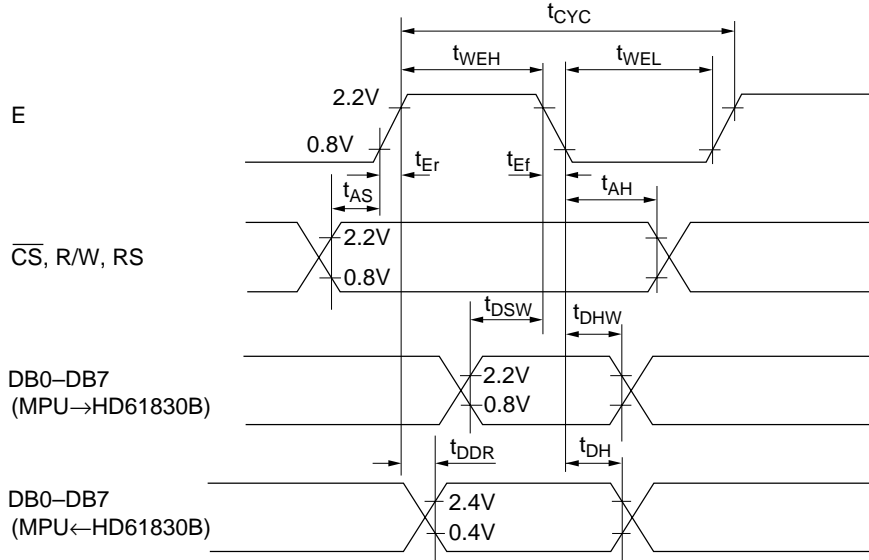 tCYC
tWEH
tWEL
E
2.2V
0.8V
tEr
tEf
tAS
tAH
CS, R/W, RS
2.2V
0.8V
tDSW
tDHW
DB0–DB7
(MPU→HD61830B)
2.2V
0.8V
tDDR
tDH
DB0–DB7
(MPU←HD61830B)
2.4V
0.4V